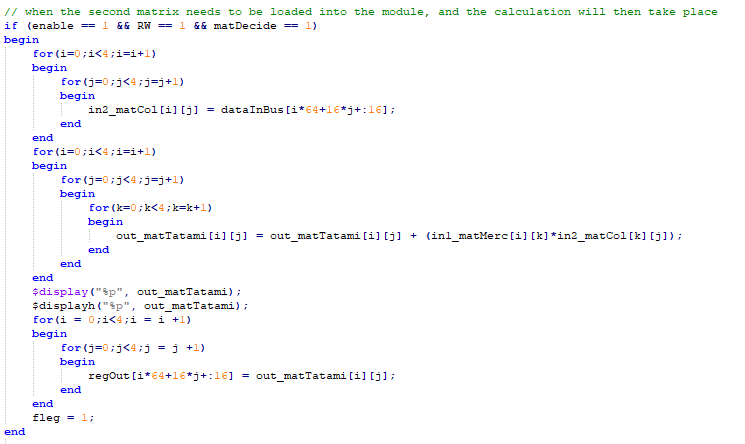 // when the second matrix needs to be loaded into the module, and the calculation will then take place
if (enable == 1 && RW == 1 && matDecide == 1)
begin
for(i=0;i<4;i=i+1)
begin
for(j=0;j<4;j=j+1)
begin
in2_matCol[i][j] = dataInBus[i*64+16*j+:16];
end
end
for(i=0;i<4;i=i+1)
begin
for(j=0;j<4;j=j+1)
begin
for(k=0;k<4;k=k+1)
begin
out_matTatami[i][j] = out_matTatami[i][j] + (in1_matMerc[i][k]*in2_matCol[k][j]);
end
end
end
$display("%p", out_matTatami);
$displayh("%p", out_matTatami);
for(i = 0;i<4;i = i +1)
begin
for(j=0;j<4;j = j +1)
begin
regOut[i*64+16*j+:16] = out_matTatami[i][j];
end
end
fleg = 1;
end